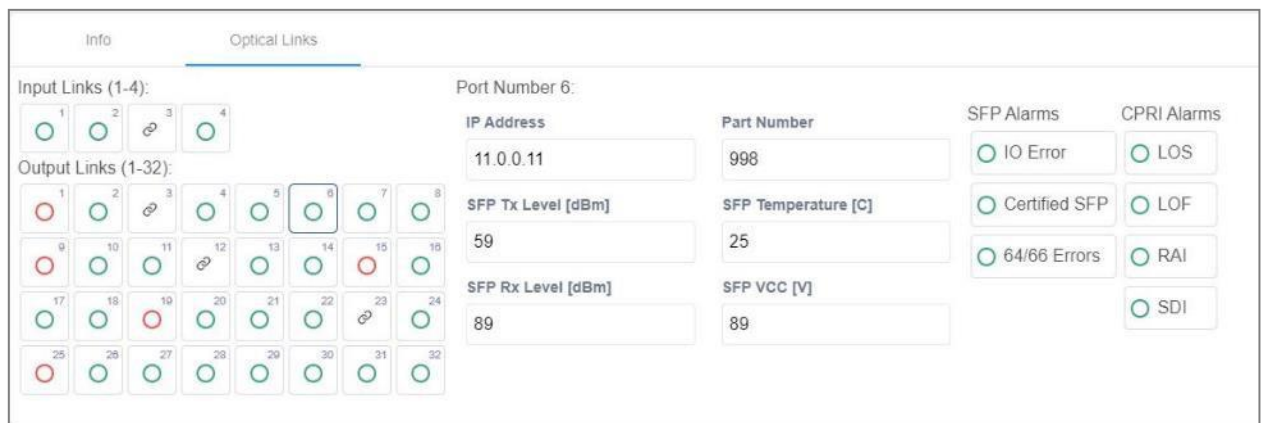 Info Optical Links
Input Links (1-4):
1 2 3 4
Output Links (1-32):
1 2 3 4 5 6 7 8
9 10 11 12 13 14 15 16
17 18 19 20 21 22 23 24
25 26 27 28 29 30 31 32
Port Number 6:
IP Address Part Number
11.0.0.11 998
SFP Tx Level [dBm] SFP Temperature [C]
59 25
SFP Rx Level [dBm] SFP VCC [V]
89 89
SFP Alarms CPRI Alarms
IO Error LOS
Certified SFP LOF
64/66 Errors RAI
SDI